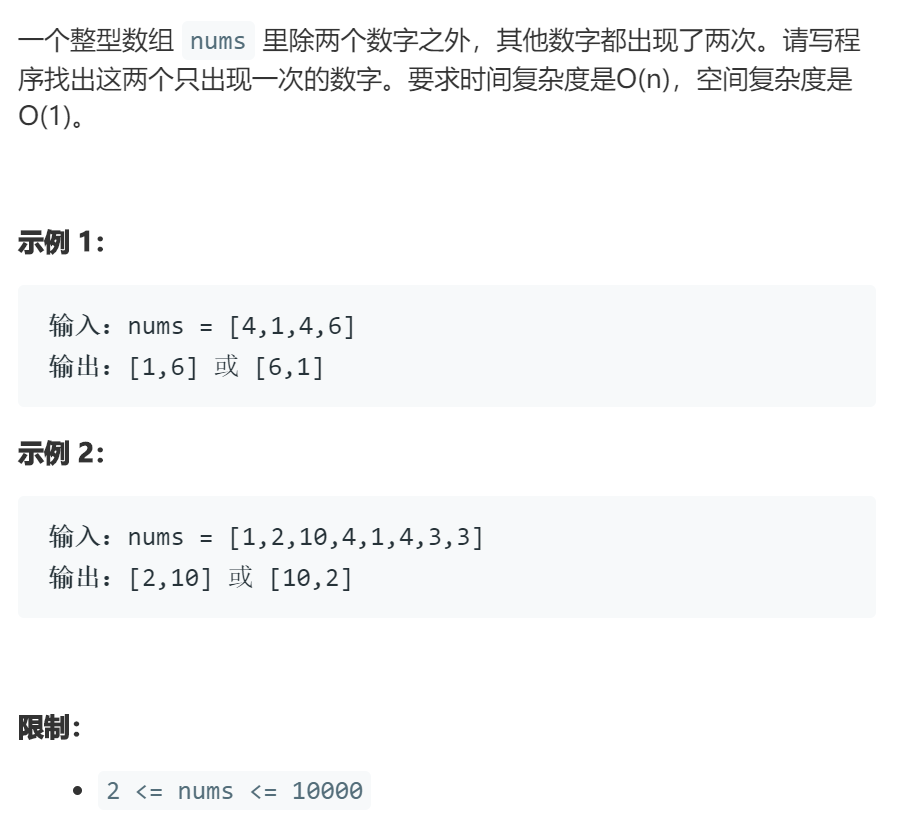 一个整型数组 nums 里除两个数字之外，其他数字都出现了两次。请写程
序找出这两个只出现一次的数字。要求时间复杂度是O(n)，空间复杂度是
O(1)。
示例 1：
输入：nums = [4,1,4,6]
输出：[1,6] 或 [6,1]
示例 2：
输入：nums = [1,2,10,4,1,4,3,3]
输出：[2,10] 或 [10,2]
限制：
• 2 <= nums <= 10000